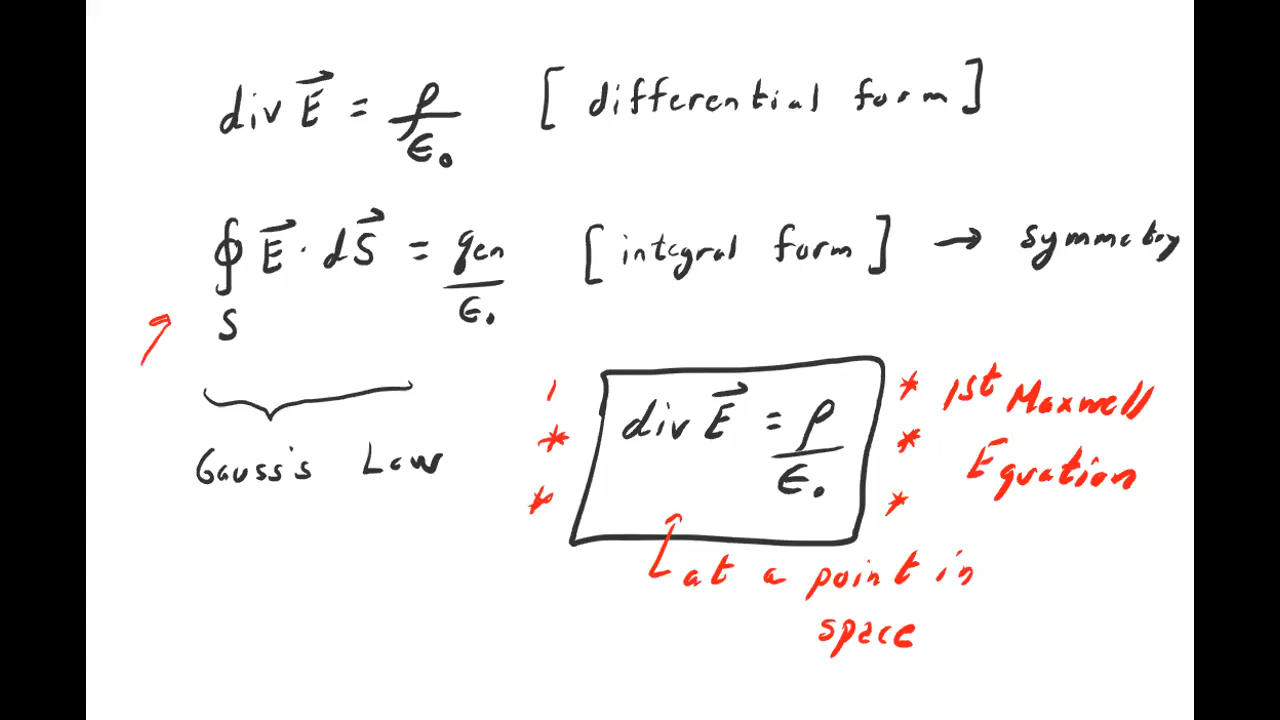 div E⃗ = ρ/ϵ₀ [differential form]
∮ E⃗ · dS⃗ = qen/ϵ₀ [integral form] → symmetry
S
Gauss's Law
div E⃗ = ρ/ϵ₀
* 1st Maxwell
* * Equation
* *
at a point in
space